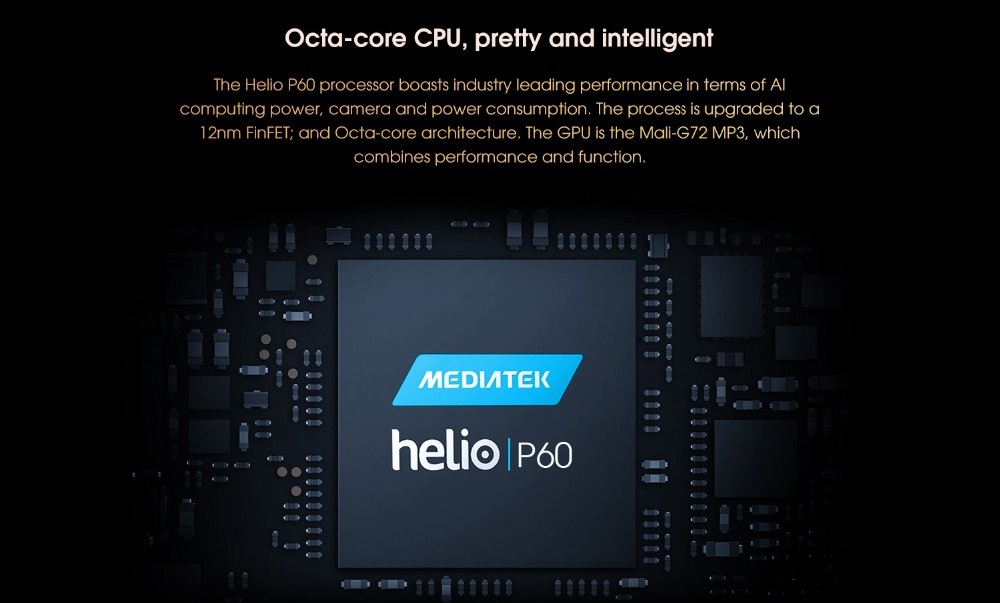 Octa-core CPU, pretty and intelligent
The Helio P60 processor boasts industry leading performance in terms of AI
computing power, camera and power consumption. The process is upgraded to a
12nm FinFET; and Octa-core architecture. The GPU is the Mali-G72 MP3, which
combines performance and function.
MEDIATEK
helio | P60